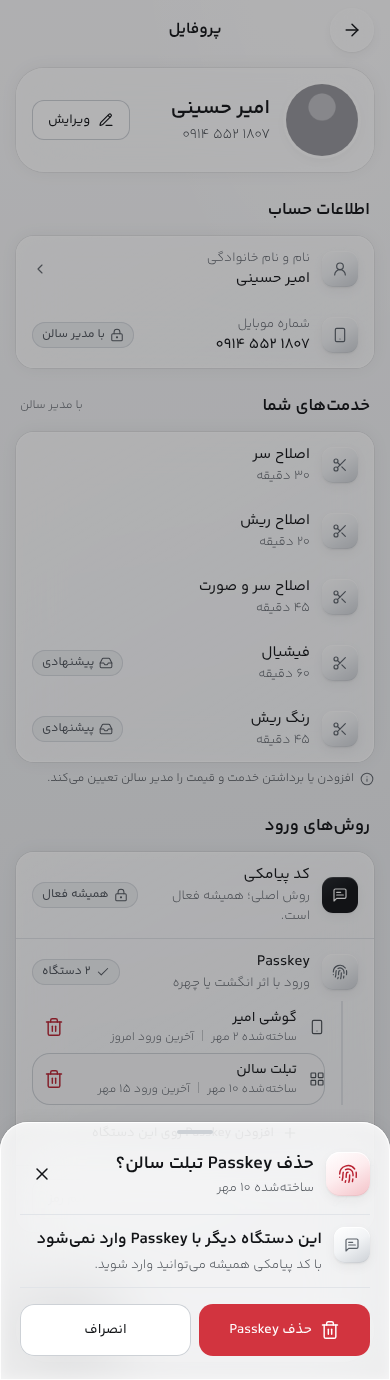 پروفایل
امیر حسینی
۰۹۱۴ ۵۵۲ ۱۸۰۷
ویرایش
اطلاعات حساب
نام و نام خانوادگی
امیر حسینی
شماره موبایل
۰۹۱۴ ۵۵۲ ۱۸۰۷
با مدیر سالن
خدمت‌های شما
با مدیر سالن
اصلاح سر
۳۰ دقیقه
اصلاح ریش
۲۰ دقیقه
اصلاح سر و صورت
۴۵ دقیقه
فیشیال
۶۰ دقیقه
پیشنهادی
رنگ ریش
۴۵ دقیقه
پیشنهادی
افزودن یا برداشتن خدمت و قیمت را مدیر سالن تعیین می‌کند.
روش‌های ورود
کد پیامکی
روش اصلی؛ همیشه فعال
است.
همیشه فعال
Passkey
ورود با اثر انگشت یا چهره
۲ دستگاه
گوشی امیر
ساخته‌شده ۲ مهر | آخرین ورود امروز
تبلت سالن
ساخته‌شده ۱۰ مهر | آخرین ورود ۱۵ مهر
افزودن Passkey روی این دستگاه
حذف Passkey تبلت سالن؟
ساخته‌شده ۱۰ مهر
این دستگاه دیگر با Passkey وارد نمی‌شود
با کد پیامکی همیشه می‌توانید وارد شوید.
حذف Passkey
انصراف